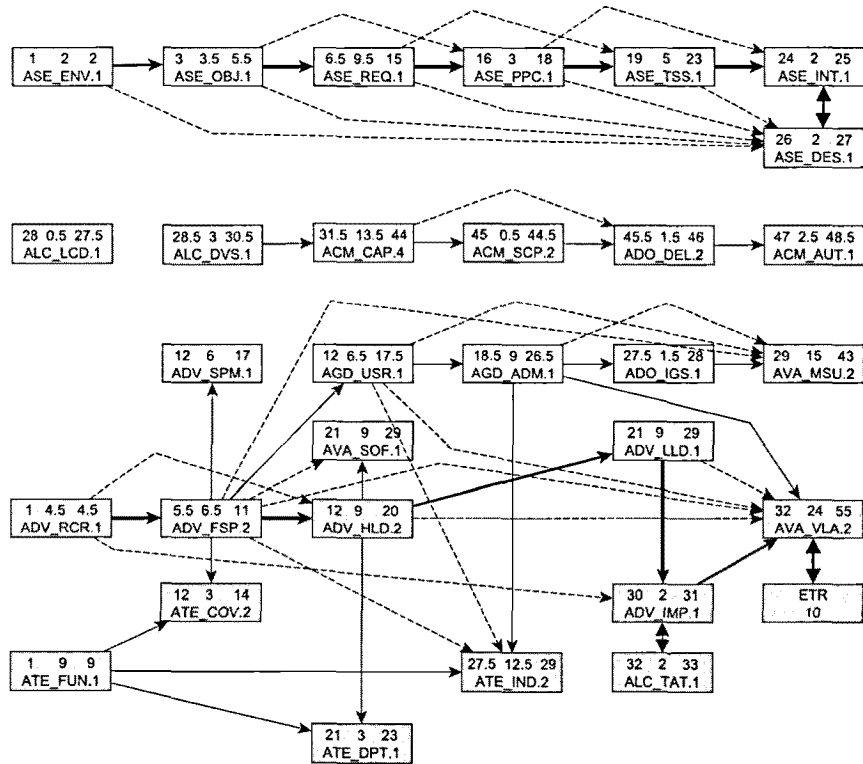 1 2 2
ASE_ENV.1
3 3.5 5.5
ASE_OBJ.1
6.5 9.5 15
ASE_REQ.1
16 3 18
ASE_PPC.1
19 5 23
ASE_TSS.1
24 2 25
ASE_INT.1
26 2 27
ASE_DES.1
28 0.5 27.5
ALC_LCD.1
28.5 3 30.5
ALC_DVS.1
31.5 13.5 44
ACM_CAP.4
45 0.5 44.5
ACM_SCP.2
45.5 1.5 46
ADO_DEL.2
47 2.5 48.5
ACM_AUT.1
12 6 17
ADV_SPM.1
12 6.5 17.5
AGD_USR.1
18.5 9 26.5
AGD_ADM.1
27.5 1.5 28
ADO_IGS.1
29 15 43
AVA_MSU.2
21 9 29
AVA_SOF.1
21 9 29
ADV_LLD.1
1 4.5 4.5
ADV_RCR.1
5.5 6.5 11
ADV_FSP.2
12 9 20
ADV_HLD.2
32 24 55
AVA_VLA.2
12 3 14
ATE_COV.2
30 2 31
ADV_IMP.1
ETR
10
1 9 9
ATE_FUN.1
27.5 12.5 29
ATE_IND.2
32 2 33
ALC_TAT.1
21 3 23
ATE_DPT.1